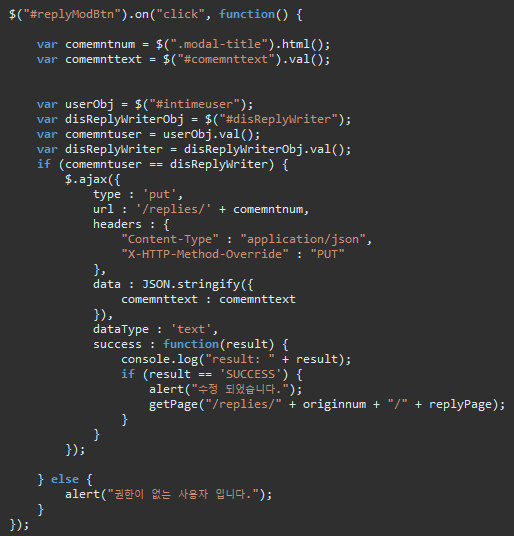 $("#replyModBtn").on("click", function() {
var comemntnum = $(".modal-title").html();
var comemnttext = $("#comemnttext").val();
var userObj = $("#intimeuser");
var disReplyWriterObj = $("#disReplyWriter");
var comemntuser = userObj.val();
var disReplyWriter = disReplyWriterObj.val();
if (comemntuser == disReplyWriter) {
$.ajax({
type : 'put',
url : '/replies/' + comemntnum,
headers : {
"Content-Type" : "application/json",
"X-HTTP-Method-Override" : "PUT"
},
data : JSON.stringify({
comemnttext : comemnttext
}),
dataType : 'text',
success : function(result) {
console.log("result: " + result);
if (result == 'SUCCESS') {
alert("수정 되었습니다.");
getPage("/replies/" + originnum + "/" + replyPage);
}
}
});
} else {
alert("권한이 없는 사용자 입니다.");
}
});